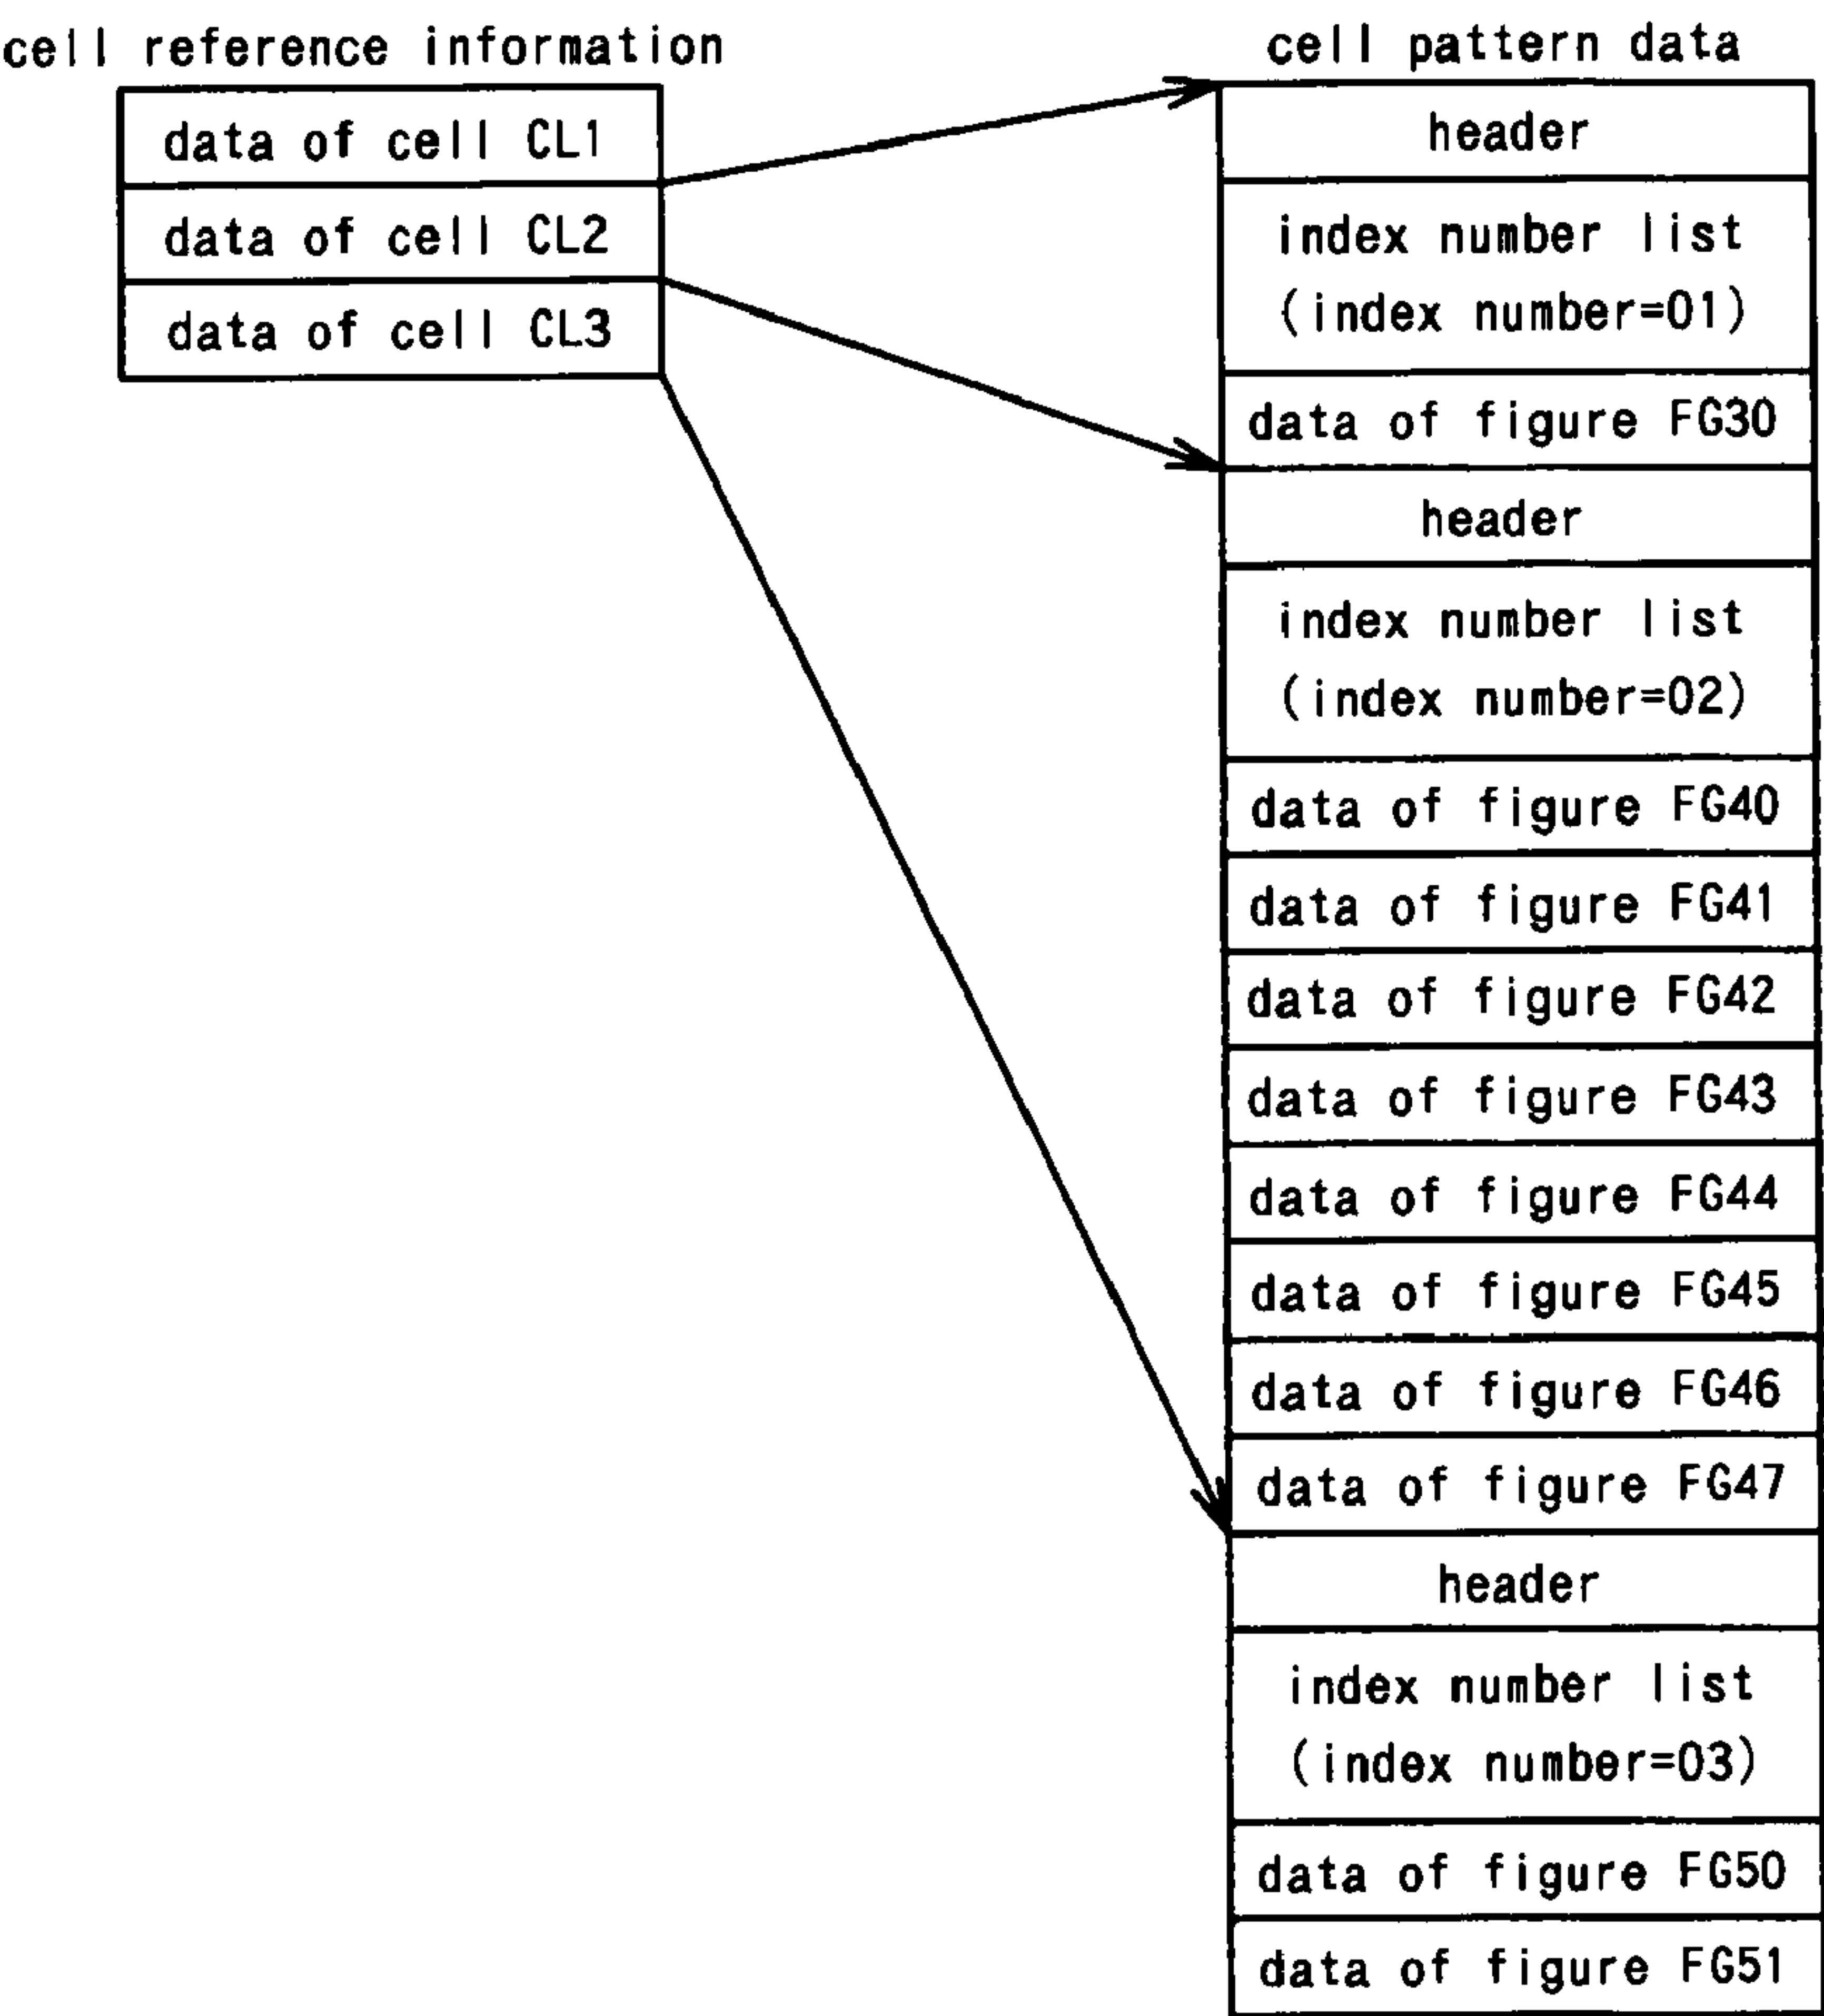 cell reference information
data of cell CL1
data of cell CL2
data of cell CL3
cell pattern data
header
index number list
(index number=01)
data of figure FG30
header
index number list
(index number=02)
data of figure FG40
data of figure FG41
data of figure FG42
data of figure FG43
data of figure FG44
data of figure FG45
data of figure FG46
data of figure FG47
header
index number list
(index number=03)
data of figure FG50
data of figure FG51